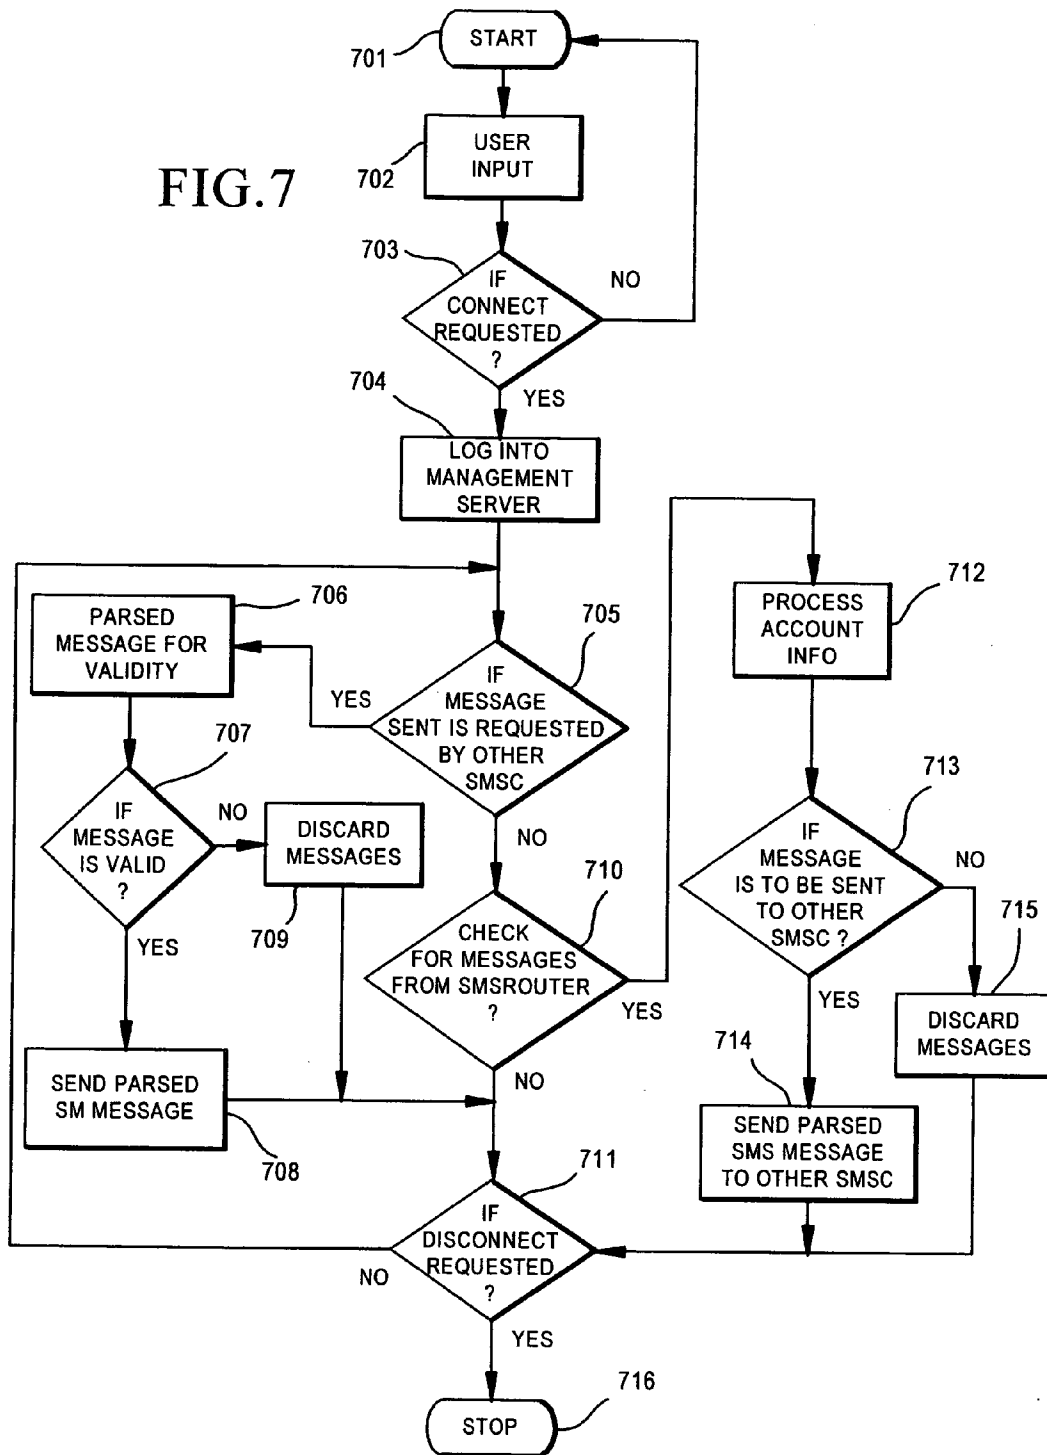 701
START
702
USER
INPUT
FIG.7
703
IF
CONNECT
REQUESTED
?
NO
YES
704
LOG INTO
MANAGEMENT
SERVER
705
IF
MESSAGE
SENT IS REQUESTED
BY OTHER
SMSC
YES
NO
706
PARSED
MESSAGE FOR
VALIDITY
707
IF
MESSAGE
IS VALID
?
NO
YES
DISCARD
MESSAGES
709
SEND PARSED
SM MESSAGE
708
710
CHECK
FOR MESSAGES
FROM SMSROUTER
?
YES
NO
712
PROCESS
ACCOUNT
INFO
713
IF
MESSAGE
IS TO BE SENT
TO OTHER
SMSC ?
NO
YES
715
DISCARD
MESSAGES
714
SEND PARSED
SMS MESSAGE
TO OTHER SMSC
711
IF
DISCONNECT
REQUESTED
?
NO
YES
716
STOP